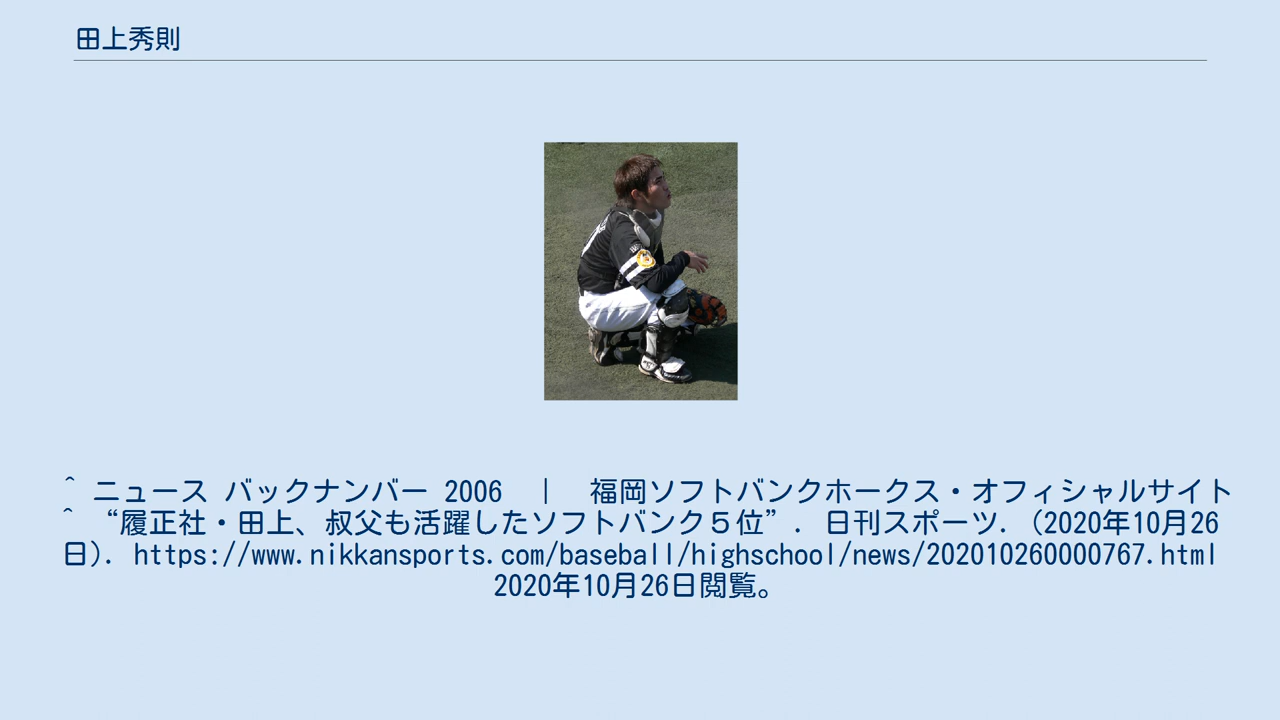 田上秀則
^ ニュース バックナンバー 2006 | 福岡ソフトバンクホークス・オフィシャルサイト
^ “履正社・田上、叔父も活躍したソフトバンク５位”. 日刊スポーツ. (2020年10月26
日). https://www.nikkansports.com/baseball/highschool/news/202010260000767.html
2020年10月26日閲覧。